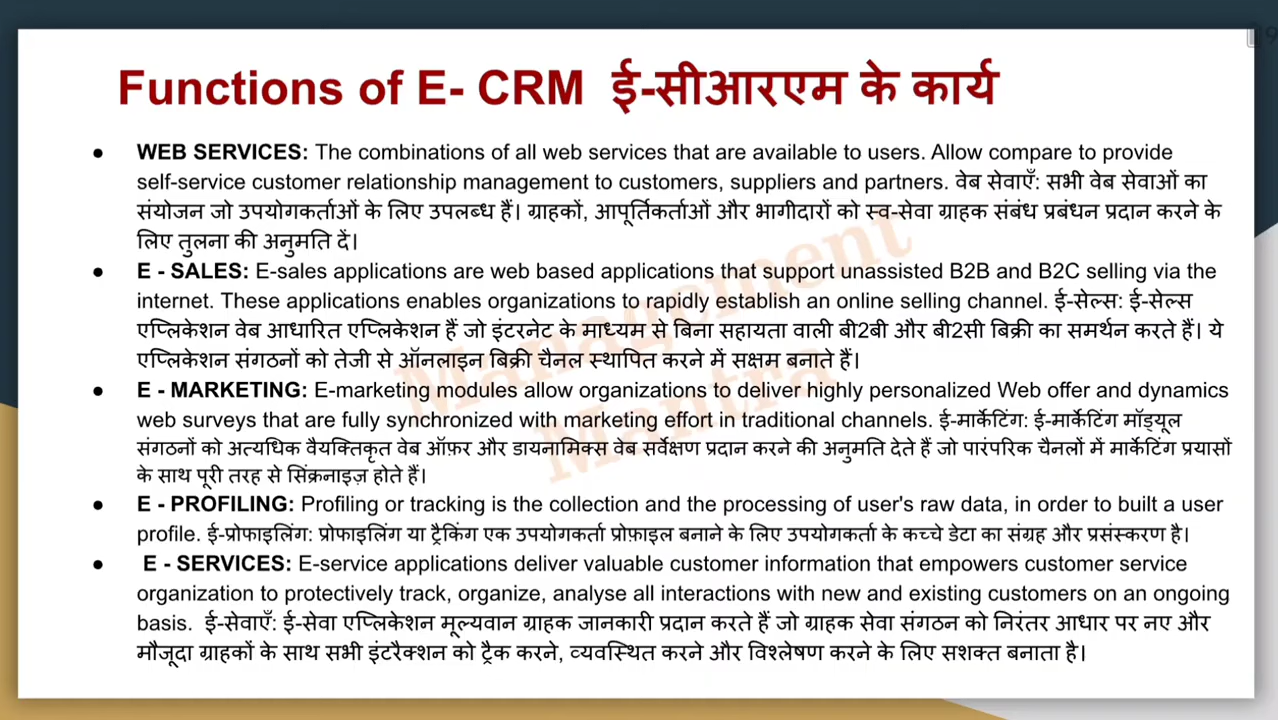 Functions of E- CRM ई-सीआरएम के कार्य
● WEB SERVICES: The combinations of all web services that are available to users. Allow compare to provide
self-service customer relationship management to customers, suppliers and partners. वेब सेवाएँ: सभी वेब सेवाओं का
संयोजन जो उपयोगकर्ताओं के लिए उपलब्ध हैं। ग्राहकों, आपूर्तिकर्ताओं और भागीदारों को स्व-सेवा ग्राहक संबंध प्रबंधन प्रदान करने के
लिए तुलना की अनुमति दें।
● E - SALES: E-sales applications are web based applications that support unassisted B2B and B2C selling via the
internet. These applications enables organizations to rapidly establish an online selling channel. ई-सेल्स: ई-सेल्स
एप्लिकेशन वेब आधारित एप्लिकेशन हैं जो इंटरनेट के माध्यम से बिना सहायता वाली बी2बी और बी2सी बिक्री का समर्थन करते हैं। ये
एप्लिकेशन संगठनों को तेजी से ऑनलाइन बिक्री चैनल स्थापित करने में सक्षम बनाते हैं।
● E - MARKETING: E-marketing modules allow organizations to deliver highly personalized Web offer and dynamics
web surveys that are fully synchronized with marketing effort in traditional channels. ई-मार्केटिंग: ई-मार्केटिंग मॉड्यूल
संगठनों को अत्यधिक वैयक्तिकृत वेब ऑफ़र और डायनामिक्स वेब सर्वेक्षण प्रदान करने की अनुमति देते हैं जो पारंपरिक चैनलों में मार्केटिंग प्रयासों
के साथ पूरी तरह से सिंक्रनाइज़ होते हैं।
● E - PROFILING: Profiling or tracking is the collection and the processing of user's raw data, in order to built a user
profile. ई-प्रोफाइलिंग: प्रोफाइलिंग या ट्रैकिंग एक उपयोगकर्ता प्रोफ़ाइल बनाने के लिए उपयोगकर्ता के कच्चे डेटा का संग्रह और प्रसंस्करण है।
● E - SERVICES: E-service applications deliver valuable customer information that empowers customer service
organization to protectively track, organize, analyse all interactions with new and existing customers on an ongoing
basis. ई-सेवाएँ: ई-सेवा एप्लिकेशन मूल्यवान ग्राहक जानकारी प्रदान करते हैं जो ग्राहक सेवा संगठन को निरंतर आधार पर नए और
मौजूदा ग्राहकों के साथ सभी इंटरैक्शन को ट्रैक करने, व्यवस्थित करने और विश्लेषण करने के लिए सशक्त बनाता है।
Management
Mantra